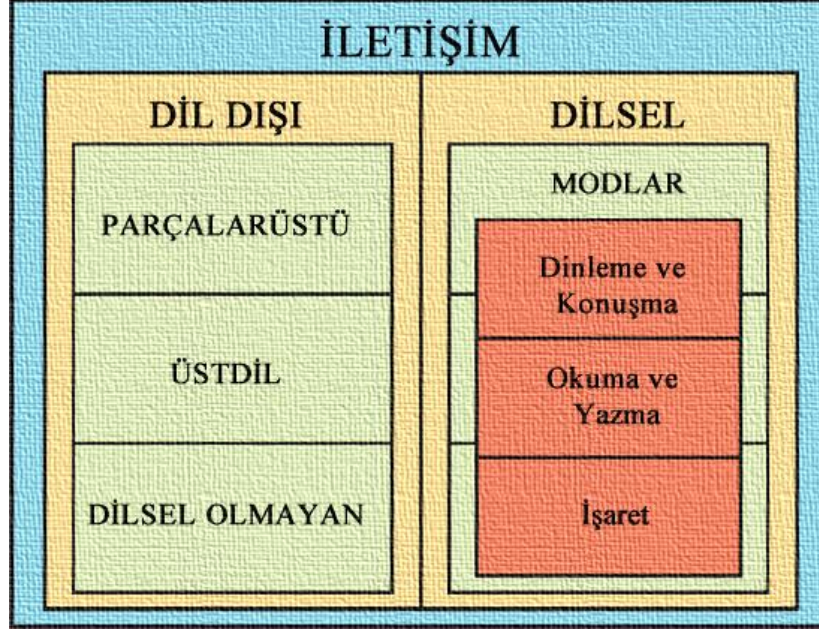 İLETİŞİM
DİL DIŞI
PARÇALARÜSTÜ
ÜSTDİL
DİLSEL OLMAYAN
DİLSEL
MODLAR
Dinleme ve
Konuşma
Okuma ve
Yazma
İşaret